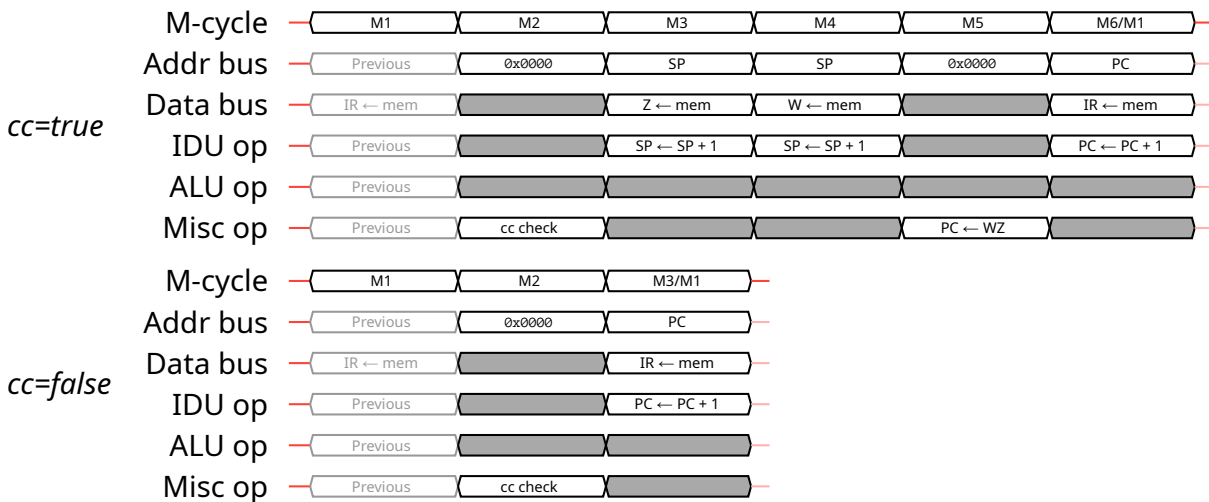 M-cycle M1 M2 M3 M4 M5 M6/M1
Addr bus Previous 0x0000 SP SP 0x0000 PC
Data bus IR ← mem Z ← mem W ← mem IR ← mem
cc=true
IDU op Previous SP ← SP + 1 SP ← SP + 1 PC ← PC + 1
ALU op Previous
Misc op Previous cc check PC ← WZ
M-cycle M1 M2 M3/M1
Addr bus Previous 0x0000 PC
Data bus IR ← mem IR ← mem
cc=false
IDU op Previous PC ← PC + 1
ALU op Previous
Misc op Previous cc check